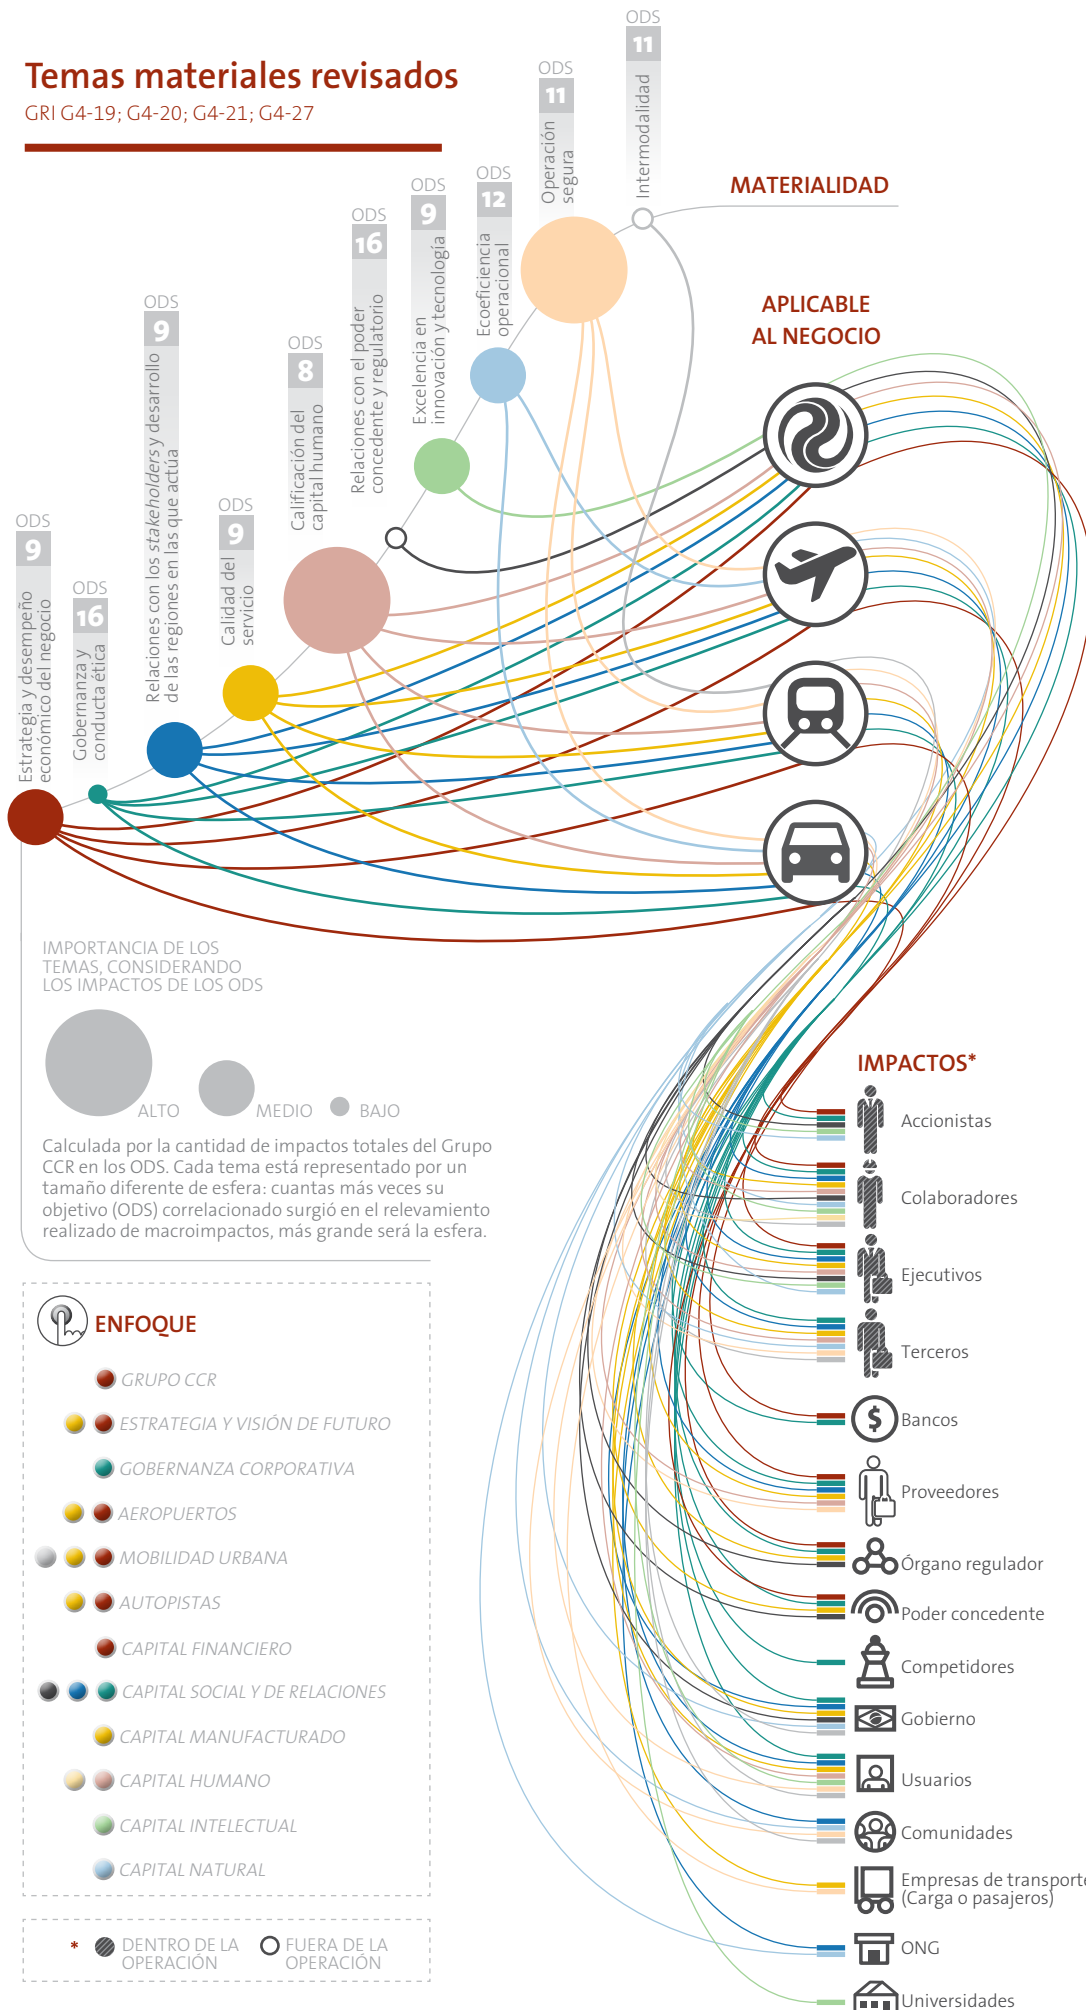 Temas materiales revisados
GRI G4-19; G4-20; G4-21; G4-27
ODS
9
Estrategia y desempeño
económico del negocio
ODS
16
Gobernanza y
conducta ética
ODS
9
Relaciones con los stakeholders y desarrollo
de las regiones en las que actúa
ODS
9
Calidad del
servicio
ODS
8
Calificación del
capital humano
ODS
16
Relaciones con el poder
concedente y regulatorio
ODS
9
Excelencia en
innovación y tecnología
ODS
12
Ecoeficiencia
operacional
ODS
11
Operación
segura
ODS
11
Intermodalidad
MATERIALIDAD
APLICABLE
AL NEGOCIO
IMPORTANCIA DE LOS
TEMAS, CONSIDERANDO
LOS IMPACTOS DE LOS ODS
ALTO
MEDIO
BAJO
Calculada por la cantidad de impactos totales del Grupo
CCR en los ODS. Cada tema está representado por un
tamaño diferente de esfera: cuantas más veces su
objetivo (ODS) correlacionado surgió en el relevamiento
realizado de macroimpactos, más grande será la esfera.
ENFOQUE
GRUPO CCR
ESTRATEGIA Y VISIÓN DE FUTURO
GOBERNANZA CORPORATIVA
AEROPUERTOS
MOBILIDAD URBANA
AUTOPISTAS
CAPITAL FINANCIERO
CAPITAL SOCIAL Y DE RELACIONES
CAPITAL MANUFACTURADO
CAPITAL HUMANO
CAPITAL INTELECTUAL
CAPITAL NATURAL
* DENTRO DE LA
OPERACIÓN
FUERA DE LA
OPERACIÓN
IMPACTOS*
Accionistas
Colaboradores
Ejecutivos
Terceros
$
Bancos
Proveedores
Órgano regulador
Poder concedente
Competidores
Gobierno
Usuarios
Comunidades
Empresas de transporte
(Carga o pasajeros)
ONG
Universidades